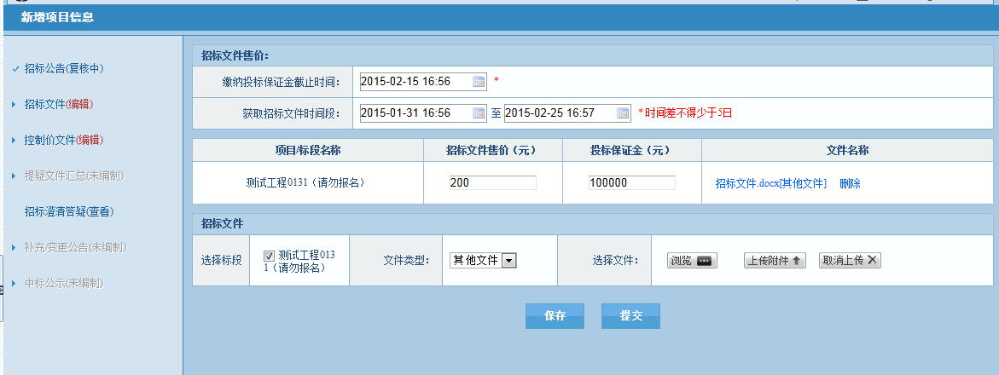 新增项目信息
招标公告(复核中)
招标文件(编辑)
控制价文件(编辑)
提疑文件汇总(未编制)
招标澄清答疑(查看)
补充/变更公告(未编制)
中标公示(未编制)
招标文件售价:
缴纳投标保证金截止时间: 2015-02-15 16:56 *
获取招标文件时间段: 2015-01-31 16:56 至 2015-02-25 16:57 *时间差不得少于5日
项目/标段名称 招标文件售价（元） 投标保证金（元） 文件名称
测试工程0131（请勿报名） 200 100000 招标文件.docx[其他文件] 删除
招标文件
选择标段 测试工程013
1（请勿报名） 文件类型: 其他文件 选择文件: 浏览 上传附件 取消上传
保存 提交